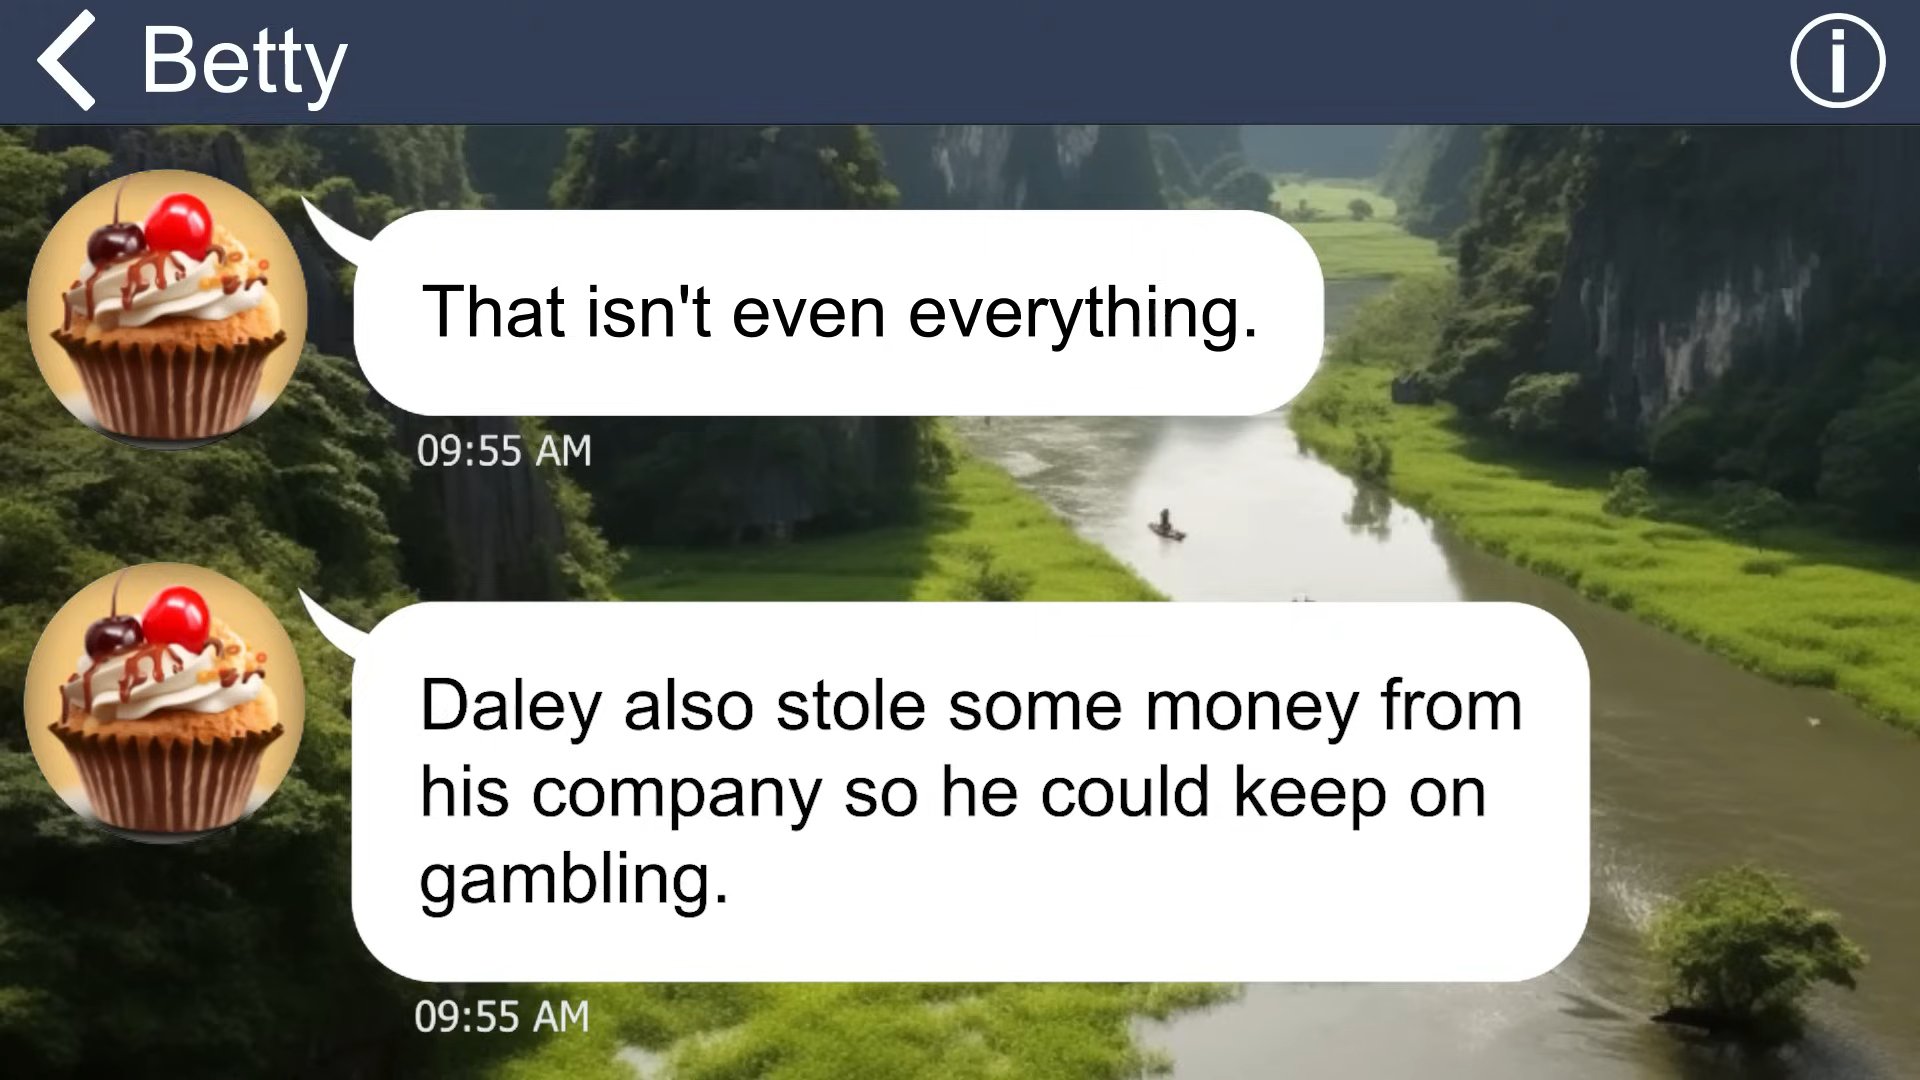 Betty
That isn't even everything.
09:55 AM
Daley also stole some money from
his company so he could keep on
gambling.
09:55 AM